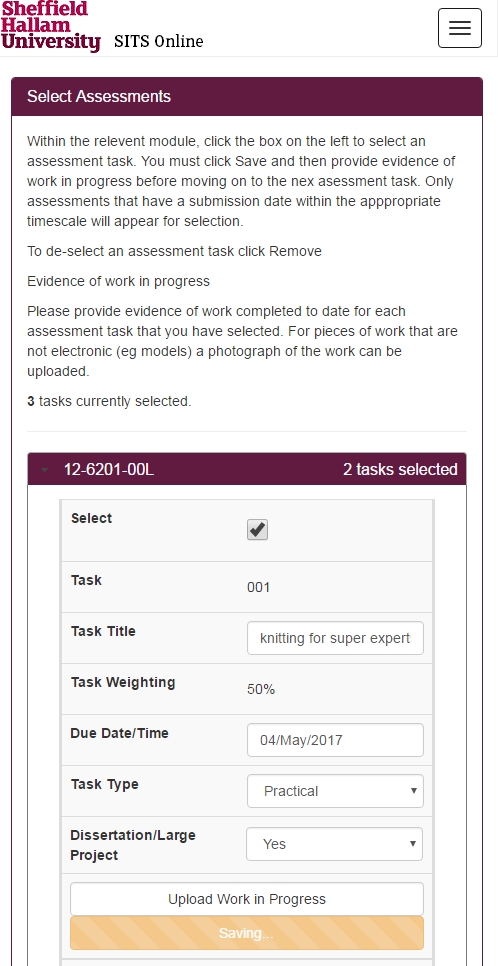 Sheffield
Hallam
University SITS Online
Select Assessments
Within the relevent module, click the box on the left to select an
assessment task. You must click Save and then provide evidence of
work in progress before moving on to the nex asessment task. Only
assessments that have a submission date within the apppropriate
timescale will appear for selection.
To de-select an assessment task click Remove
Evidence of work in progress
Please provide evidence of work completed to date for each
assessment task that you have selected. For pieces of work that are
not electronic (eg models) a photograph of the work can be
uploaded.
3 tasks currently selected.
12-6201-00L 2 tasks selected
Select
Task 001
Task Title knitting for super expert
Task Weighting 50%
Due Date/Time 04/May/2017
Task Type Practical
Dissertation/Large
Project Yes
Upload Work in Progress
Saving...